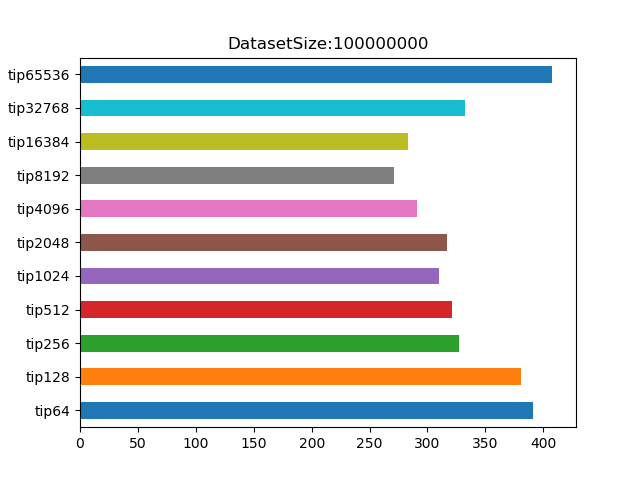 DatasetSize:100000000
tip65536
tip32768
tip16384
tip8192
tip4096
tip2048
tip1024
tip512
tip256
tip128
tip64
0 50 100 150 200 250 300 350 400